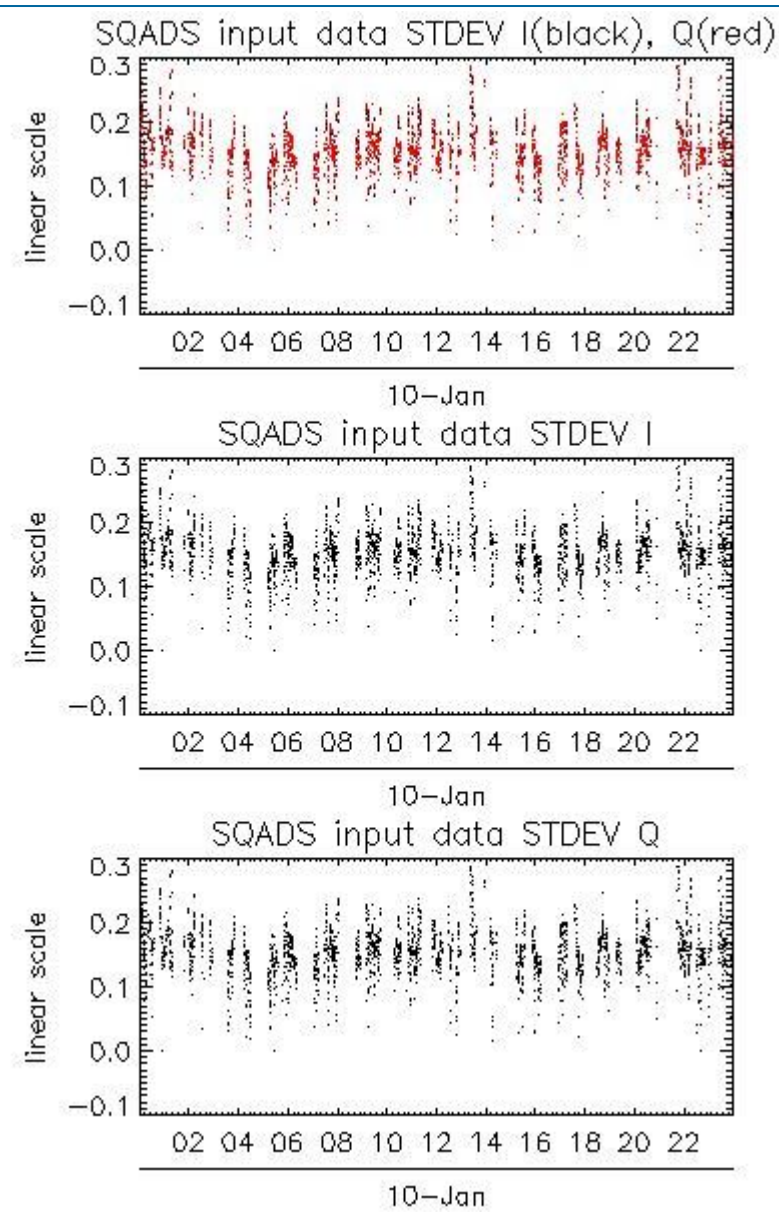 SQADS input data STDEV I(black), Q(red)
0.3
0.2
0.1
0.0
−0.1
linear scale
02 04 06 08 10 12 14 16 18 20 22
10−Jan
SQADS input data STDEV I
0.3
0.2
0.1
0.0
−0.1
linear scale
02 04 06 08 10 12 14 16 18 20 22
10−Jan
SQADS input data STDEV Q
0.3
0.2
0.1
0.0
−0.1
linear scale
02 04 06 08 10 12 14 16 18 20 22
10−Jan